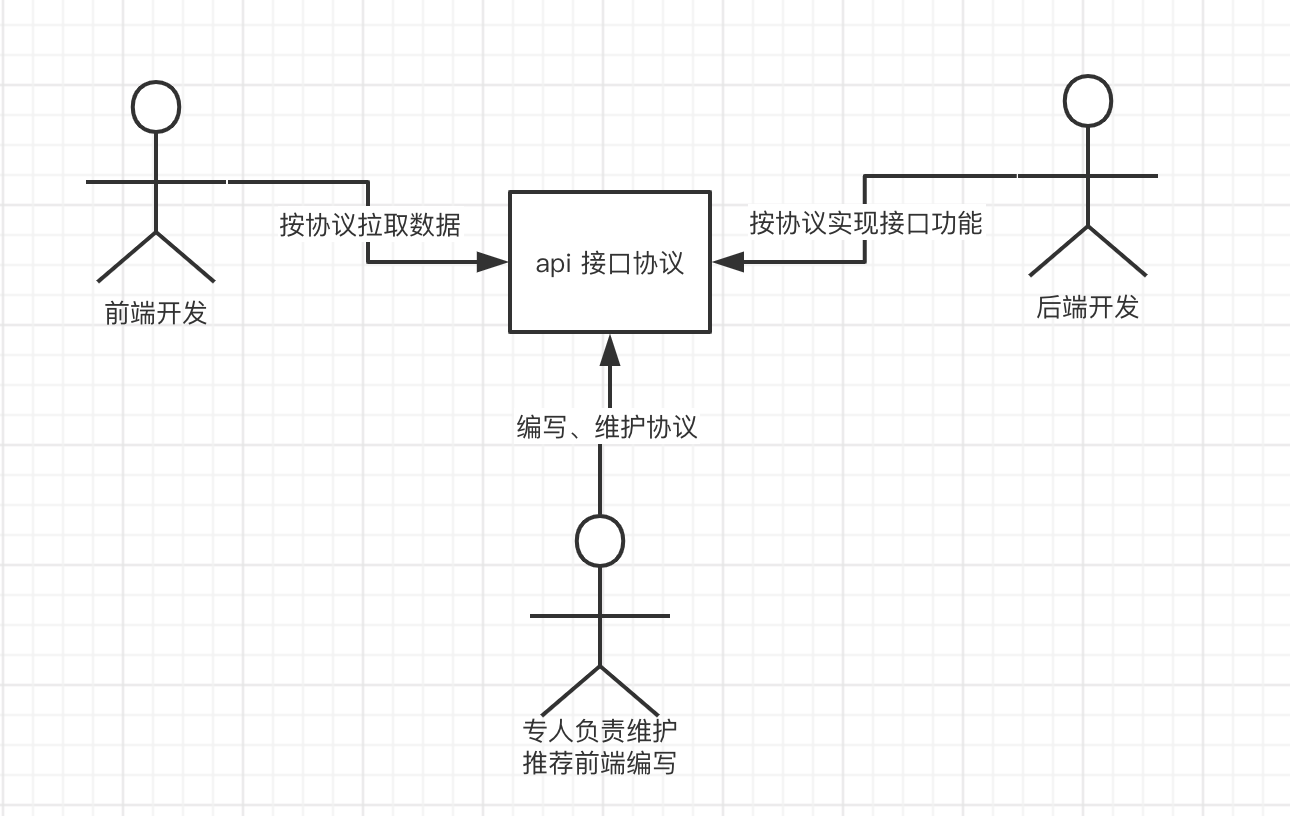 按协议拉取数据
按协议实现接口功能
api 接口协议
前端开发
后端开发
编写、维护协议
专人负责维护
推荐前端编写